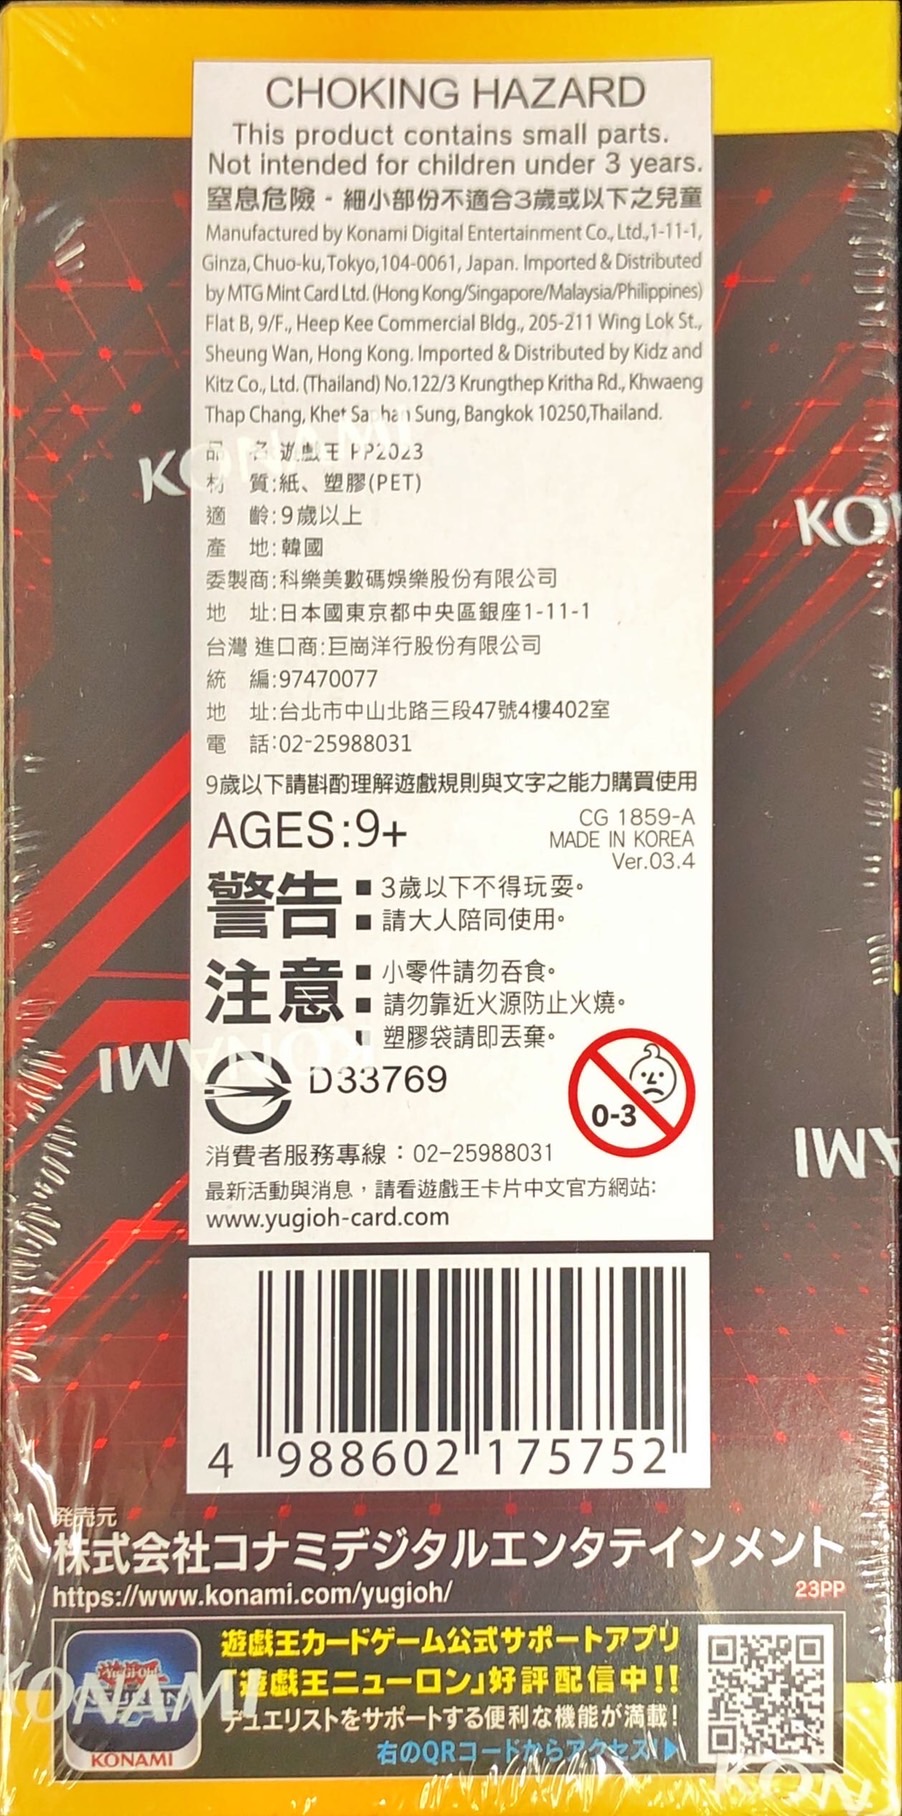 CHOKING HAZARD
This product contains small parts.
Not intended for children under 3 years.
窒息危險 - 細小部份不適合3歲或以下之兒童
Manufactured by Konami Digital Entertainment Co., Ltd.,1-11-1,
Ginza, Chuo-ku, Tokyo, 104-0061, Japan. Imported & Distributed
by MTG Mint Card Ltd. (Hong Kong/Singapore/Malaysia/Philippines)
Flat B, 9/F., Heep Kee Commercial Bldg., 205-211 Wing Lok St.,
Sheung Wan, Hong Kong. Imported & Distributed by Kidz and
Kitz Co., Ltd. (Thailand) No.122/3 Krungthep Kritha Rd., Khwaeng
Thap Chang, Khet Saphan Sung, Bangkok 10250,Thailand.
品 名:遊戲王 PP2023
材 質:紙、塑膠(PET)
適 齡:9歲以上
產 地:韓國
委製商:科樂美數碼娛樂股份有限公司
地 址:日本國東京都中央區銀座1-11-1
台灣 進口商:巨崗洋行股份有限公司
統 編:97470077
地 址:台北市中山北路三段47號4樓402室
電 話:02-25988031
9歲以下請斟酌理解遊戲規則與文字之能力購買使用
AGES:9+
CG 1859-A
MADE IN KOREA
Ver.03.4
警告:
■ 3歲以下不得玩耍。
■ 請大人陪同使用。
注意:
■ 小零件請勿吞食。
■ 請勿靠近火源防止火燒。
■ 塑膠袋請即丟棄。
D33769
0-3
消費者服務專線：02-25988031
最新活動與消息，請看遊戲王卡片中文官方網站:
www.yugioh-card.com
4 988602 175752
発売元
株式会社コナミデジタルエンタテインメント
https://www.konami.com/yugioh/
23PP
遊戯王カードゲーム公式サポートアプリ
「遊戯王ニューロン」好評配信中!!
デュエリストをサポートする便利な機能が満載!
右のQRコードからアクセス!▶
KONAMI
KONAMI
KONAMI
KONAMI